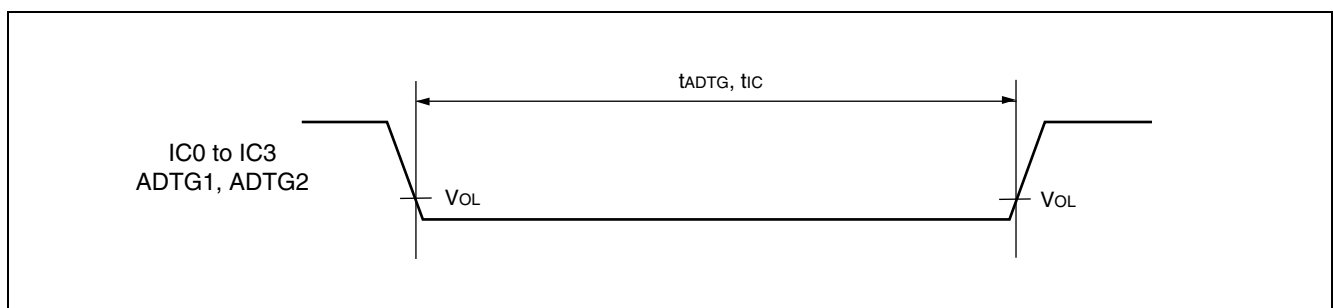 tADTG, tIC
IC0 to IC3
ADTG1, ADTG2
VOL
VOL